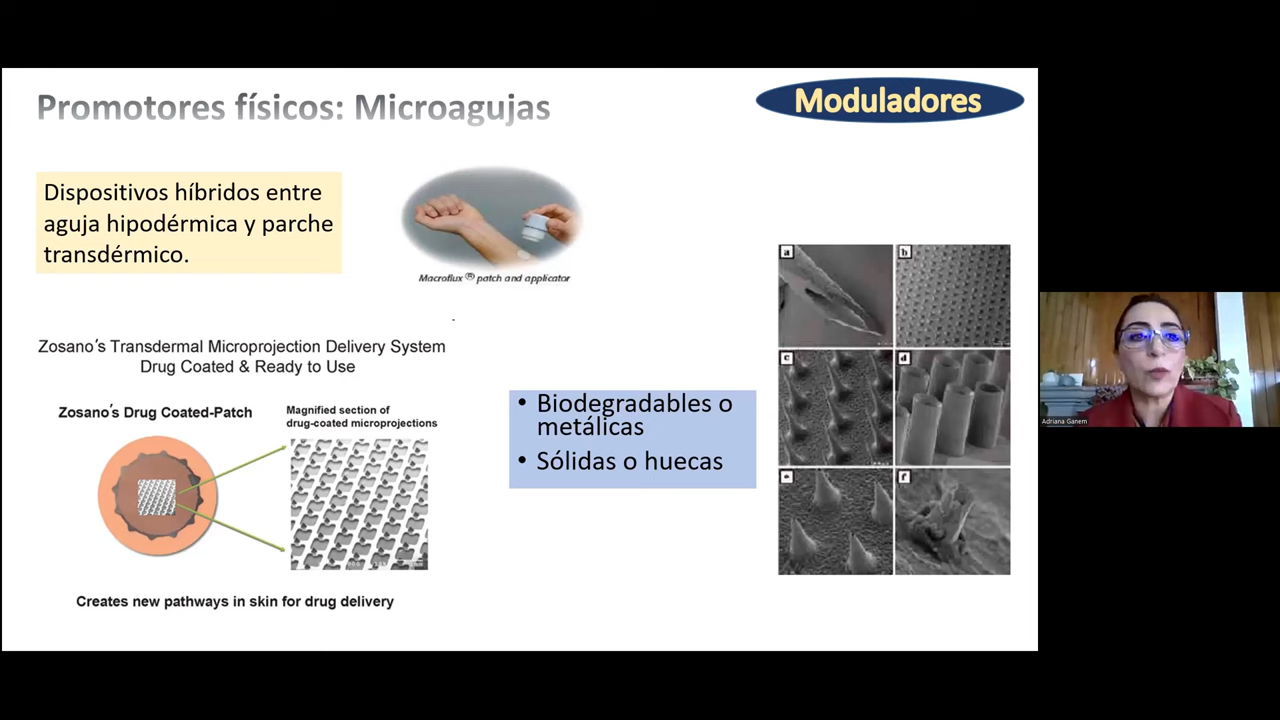 Promotores físicos: Microagujas
Moduladores
Dispositivos híbridos entre
aguja hipodérmica y parche
transdérmico.
Macroflux ® patch and applicator
Zosano's Transdermal Microprojection Delivery System
Drug Coated & Ready to Use
Zosano's Drug Coated-Patch
Magnified section of
drug-coated microprojections
Creates new pathways in skin for drug delivery
• Biodegradables o
metálicas
• Sólidas o huecas
a
b
c
d
e
f
Adriana Ganem